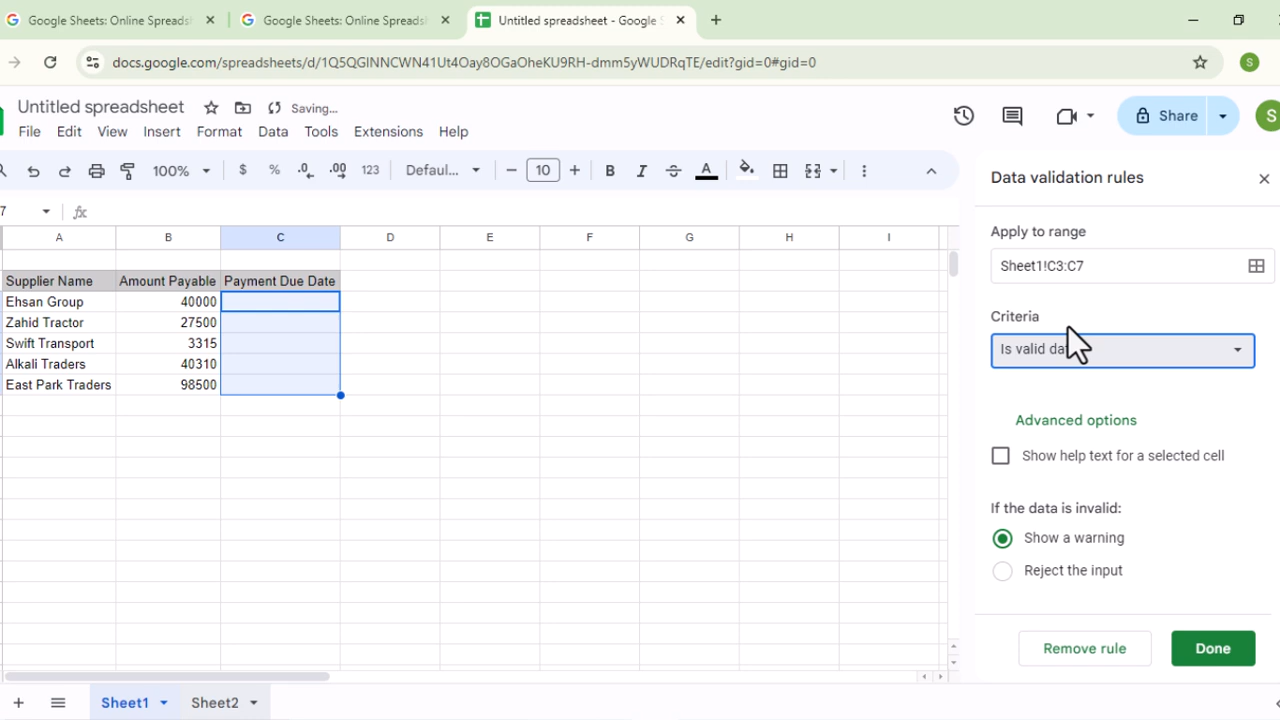 Google Sheets: Online Spreads
Google Sheets: Online Spreads
Untitled spreadsheet - Google S
docs.google.com/spreadsheets/d/1Q5QGlNNCWN41Ut4Oay8OGaOheKU9RH-dmm5yWUDRqTE/edit?gid=0#gid=0
S
Untitled spreadsheet
Saving...
File Edit View Insert Format Data Tools Extensions Help
Share
S
100% $ % .0 .00 123 Defaul... 10 B I S A
7 fx
Data validation rules
Apply to range
Sheet1!C3:C7
Criteria
Is valid da
Advanced options
Show help text for a selected cell
If the data is invalid:
Show a warning
Reject the input
Remove rule Done
A B C D E F G H I
Supplier Name Amount Payable Payment Due Date
Ehsan Group 40000
Zahid Tractor 27500
Swift Transport 3315
Alkali Traders 40310
East Park Traders 98500
Sheet1 Sheet2